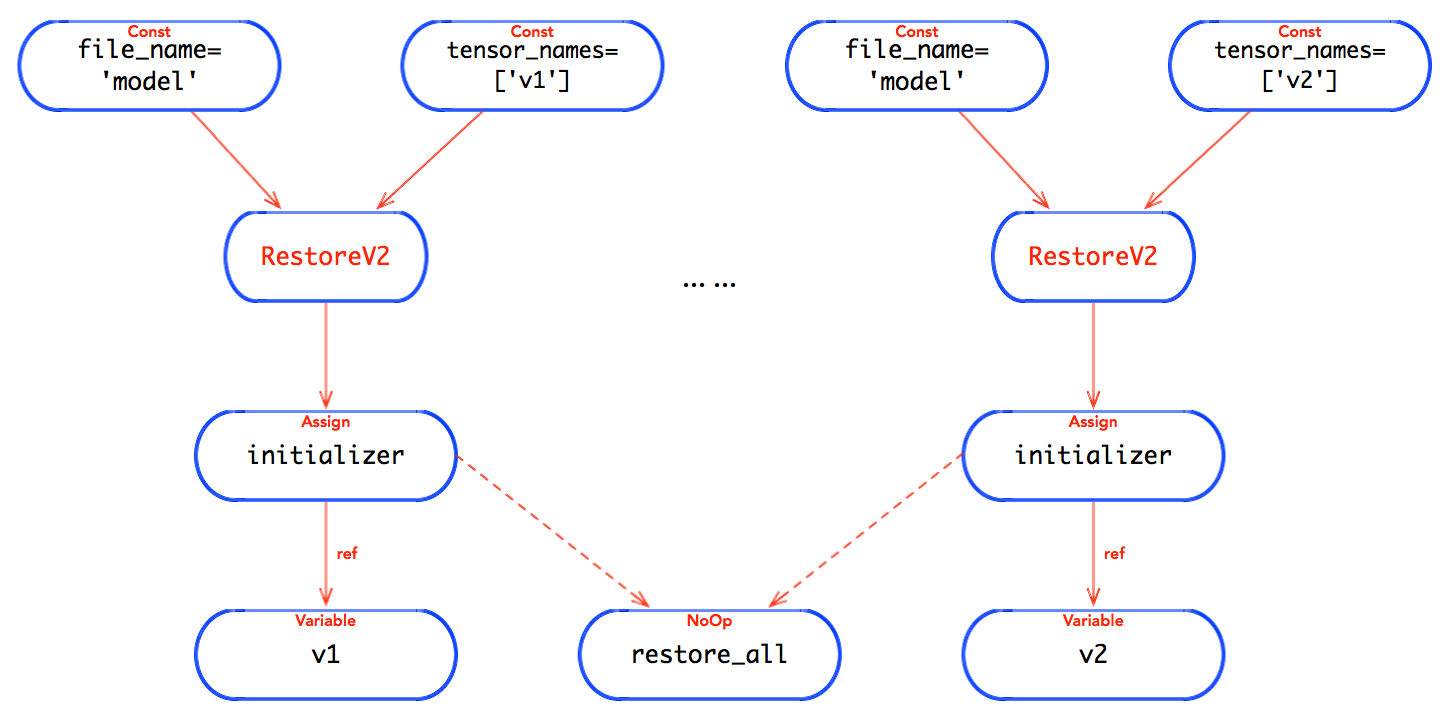 Const
file_name=
'model'
Const
tensor_names=
['v1']
Const
file_name=
'model'
Const
tensor_names=
['v2']
RestoreV2
... ...
RestoreV2
Assign
initializer
Assign
initializer
ref
ref
Variable
v1
NoOp
restore_all
Variable
v2